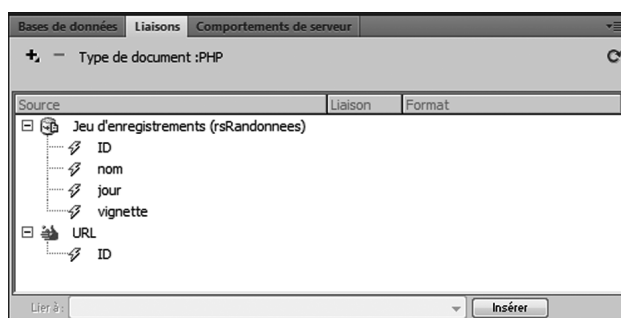 Bases de données Liaisons Comportements de serveur
Type de document :PHP
Source Liaison Format
Jeu d'enregistrements (rsRandonnees)
ID
nom
jour
vignette
URL
ID
Lier à : Insérer